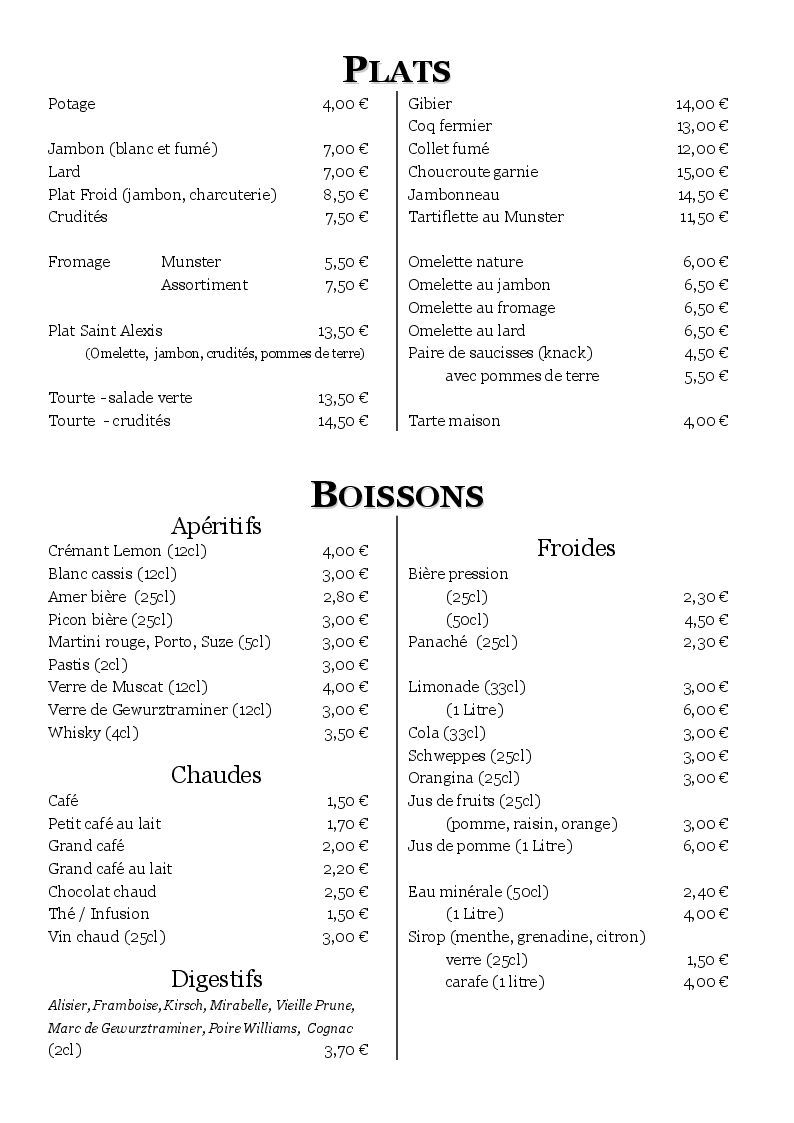 PLATS
Potage 4,00 €
Jambon (blanc et fumé) 7,00 €
Lard 7,00 €
Plat Froid (jambon, charcuterie) 8,50 €
Crudités 7,50 €
Fromage Munster 5,50 €
Assortiment 7,50 €
Plat Saint Alexis 13,50 €
(Omelette, jambon, crudités, pommes de terre)
Tourte - salade verte 13,50 €
Tourte - crudités 14,50 €
Gibier 14,00 €
Coq fermier 13,00 €
Collet fumé 12,00 €
Choucroute garnie 15,00 €
Jambonneau 14,50 €
Tartiflette au Munster 11,50 €
Omelette nature 6,00 €
Omelette au jambon 6,50 €
Omelette au fromage 6,50 €
Omelette au lard 6,50 €
Paire de saucisses (knack) 4,50 €
avec pommes de terre 5,50 €
Tarte maison 4,00 €
BOISSONS
Apéritifs
Crémant Lemon (12cl) 4,00 €
Blanc cassis (12cl) 3,00 €
Amer bière (25cl) 2,80 €
Picon bière (25cl) 3,00 €
Martini rouge, Porto, Suze (5cl) 3,00 €
Pastis (2cl) 3,00 €
Verre de Muscat (12cl) 4,00 €
Verre de Gewurztraminer (12cl) 3,00 €
Whisky (4cl) 3,50 €
Chaudes
Café 1,50 €
Petit café au lait 1,70 €
Grand café 2,00 €
Grand café au lait 2,20 €
Chocolat chaud 2,50 €
Thé / Infusion 1,50 €
Vin chaud (25cl) 3,00 €
Digestifs
Alisier, Framboise, Kirsch, Mirabelle, Vieille Prune,
Marc de Gewurztraminer, Poire Williams, Cognac
(2cl) 3,70 €
Froides
Bière pression
(25cl) 2,30 €
(50cl) 4,50 €
Panaché (25cl) 2,30 €
Limonade (33cl) 3,00 €
(1 Litre) 6,00 €
Cola (33cl) 3,00 €
Schweppes (25cl) 3,00 €
Orangina (25cl) 3,00 €
Jus de fruits (25cl)
(pomme, raisin, orange) 3,00 €
Jus de pomme (1 Litre) 6,00 €
Eau minérale (50cl) 2,40 €
(1 Litre) 4,00 €
Sirop (menthe, grenadine, citron)
verre (25cl) 1,50 €
carafe (1 litre) 4,00 €